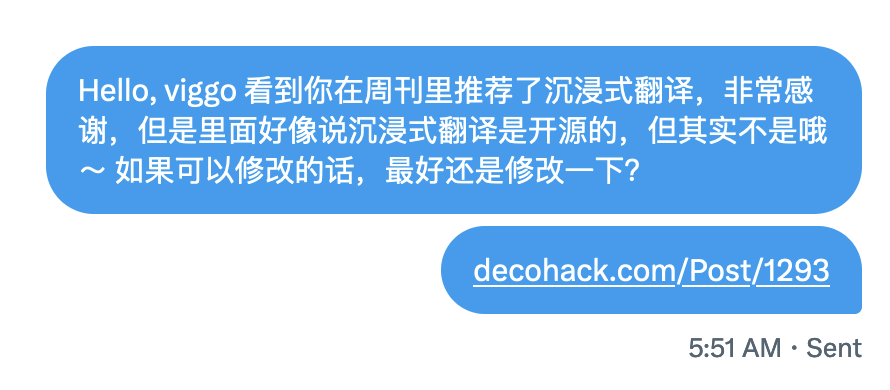 Hello, viggo 看到你在周刊里推荐了沉浸式翻译，非常感
谢，但是里面好像说沉浸式翻译是开源的，但其实不是哦
～ 如果可以修改的话，最好还是修改一下？
decohack.com/Post/1293
5:51 AM · Sent